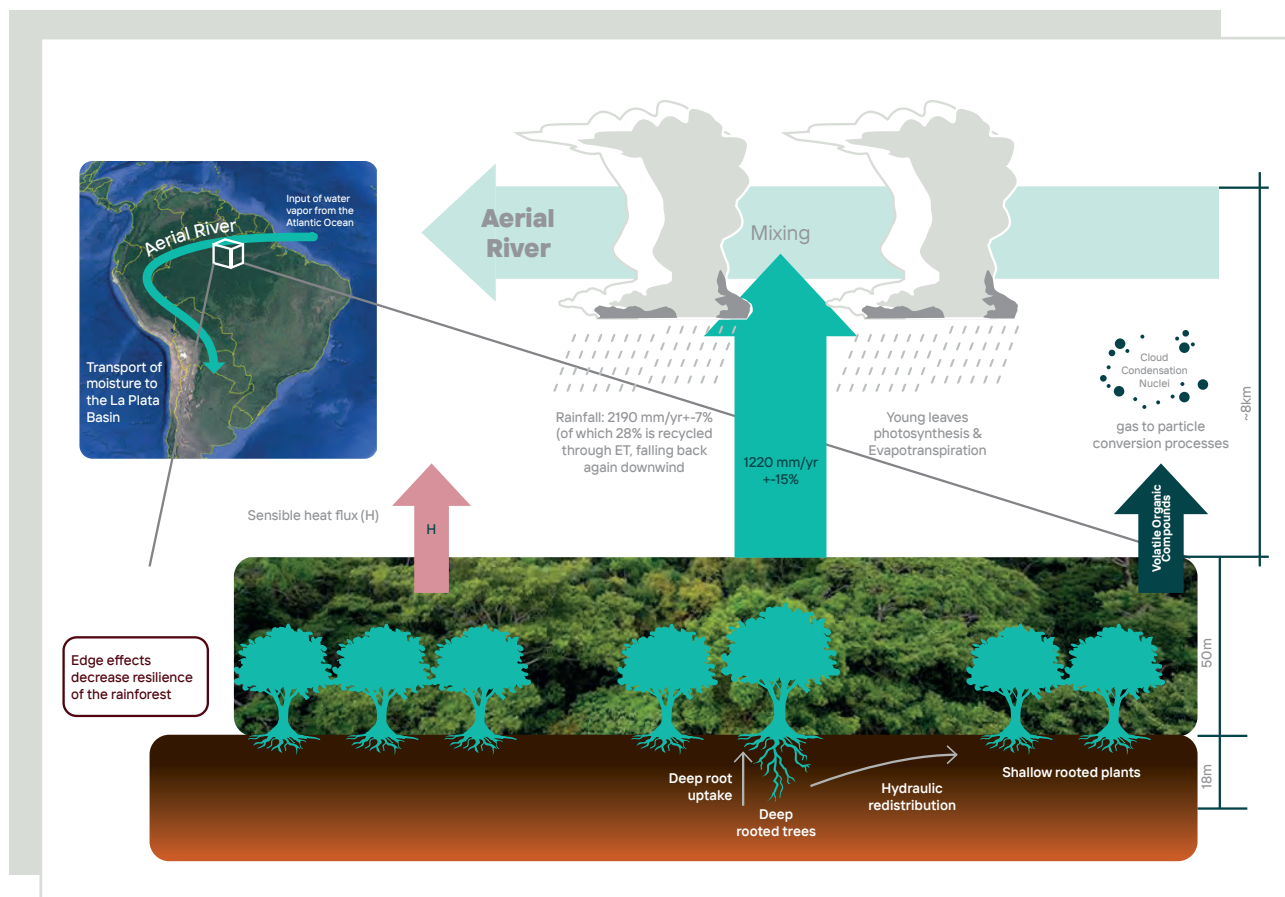 Input of water
vapor from the
Atlantic Ocean
Aerial River
Transport of
moisture to
the La Plata
Basin
Aerial
River
Mixing
Rainfall: 2190 mm/yr+-7%
(of which 28% is recycled
through ET, falling back
again downwind
1220 mm/yr
+-15%
Young leaves
photosynthesis &
Evapotranspiration
Cloud
Condensation
Nuclei
gas to particle
conversion processes
~8km
Sensible heat flux (H)
H
Volatile Organic
Compounds
Edge effects
decrease resilience
of the rainforest
50m
Deep root
uptake
Deep
rooted trees
Hydraulic
redistribution
Shallow rooted plants
18m